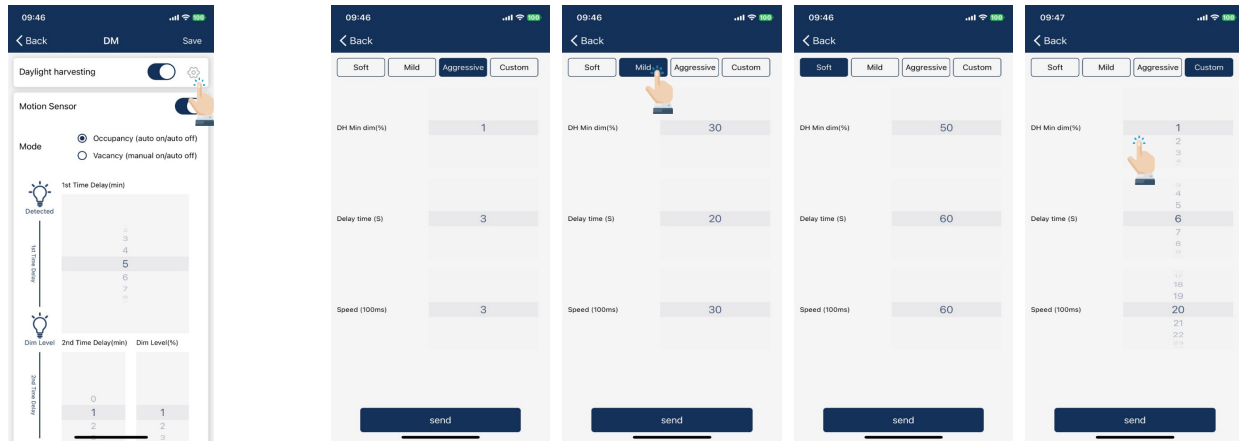 09:46
100
Back
DM
Save
Daylight harvesting
Motion Sensor
Mode
Occupancy (auto on/auto off)
Vacancy (manual on/auto off)
1st Time Delay(min)
Detected
1st Time Delay
3
4
5
6
7
Dim Level
2nd Time Delay(min)
Dim Level(%)
2nd Time Delay
0
1
2
1
2
3
09:46
100
Back
Soft
Mild
Aggressive
Custom
DH Min dim(%)
1
Delay time (S)
3
Speed (100ms)
3
send
09:46
100
Back
Soft
Mild
Aggressive
Custom
DH Min dim(%)
30
Delay time (S)
20
Speed (100ms)
30
send
09:46
100
Back
Soft
Mild
Aggressive
Custom
DH Min dim(%)
50
Delay time (S)
60
Speed (100ms)
60
send
09:47
100
Back
Soft
Mild
Aggressive
Custom
DH Min dim(%)
1
2
3
Delay time (S)
4
5
6
7
8
Speed (100ms)
18
19
20
21
22
send